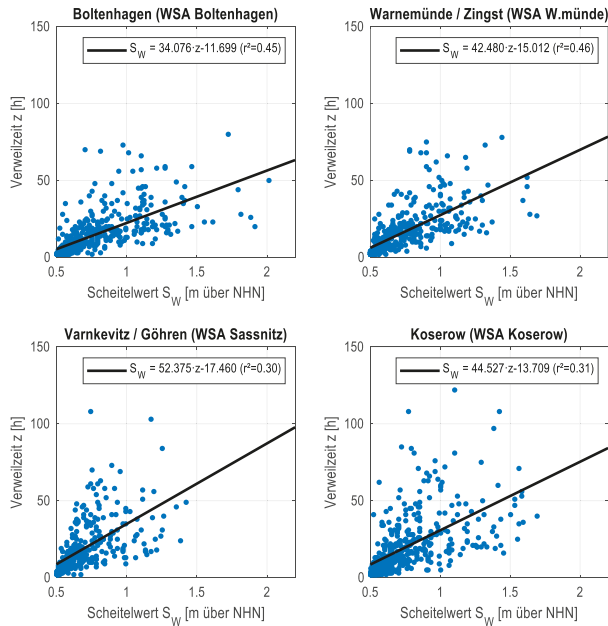 Boltenhagen (WSA Boltenhagen)
S_W = 34.076·z-11.699 (r²=0.45)
Verweilzeit z [h]
150
100
50
0
0.5 1 1.5 2
Scheitelwert S_W [m über NHN]
Warnemünde / Zingst (WSA W.münde)
S_W = 42.480·z-15.012 (r²=0.46)
Verweilzeit z [h]
150
100
50
0
0.5 1 1.5 2
Scheitelwert S_W [m über NHN]
Varnkevitz / Göhren (WSA Sassnitz)
S_W = 52.375·z-17.460 (r²=0.30)
Verweilzeit z [h]
150
100
50
0
0.5 1 1.5 2
Scheitelwert S_W [m über NHN]
Koserow (WSA Koserow)
S_W = 44.527·z-13.709 (r²=0.31)
Verweilzeit z [h]
150
100
50
0
0.5 1 1.5 2
Scheitelwert S_W [m über NHN]